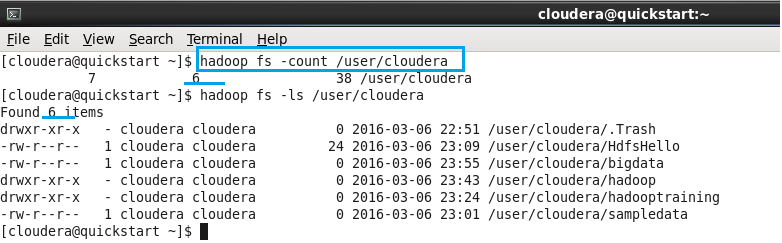 cloudera@quickstart:~
File Edit View Search Terminal Help
[cloudera@quickstart ~]$ hadoop fs -count /user/cloudera
           7            6                 38 /user/cloudera
[cloudera@quickstart ~]$ hadoop fs -ls /user/cloudera
Found 6 items
drwxr-xr-x   - cloudera cloudera          0 2016-03-06 22:51 /user/cloudera/.Trash
-rw-r--r--   1 cloudera cloudera         24 2016-03-06 23:09 /user/cloudera/HdfsHello
-rw-r--r--   1 cloudera cloudera          0 2016-03-06 23:55 /user/cloudera/bigdata
drwxr-xr-x   - cloudera cloudera          0 2016-03-06 23:43 /user/cloudera/hadoop
drwxr-xr-x   - cloudera cloudera          0 2016-03-06 23:24 /user/cloudera/hadooptraining
-rw-r--r--   1 cloudera cloudera          0 2016-03-06 23:01 /user/cloudera/sampledata
[cloudera@quickstart ~]$